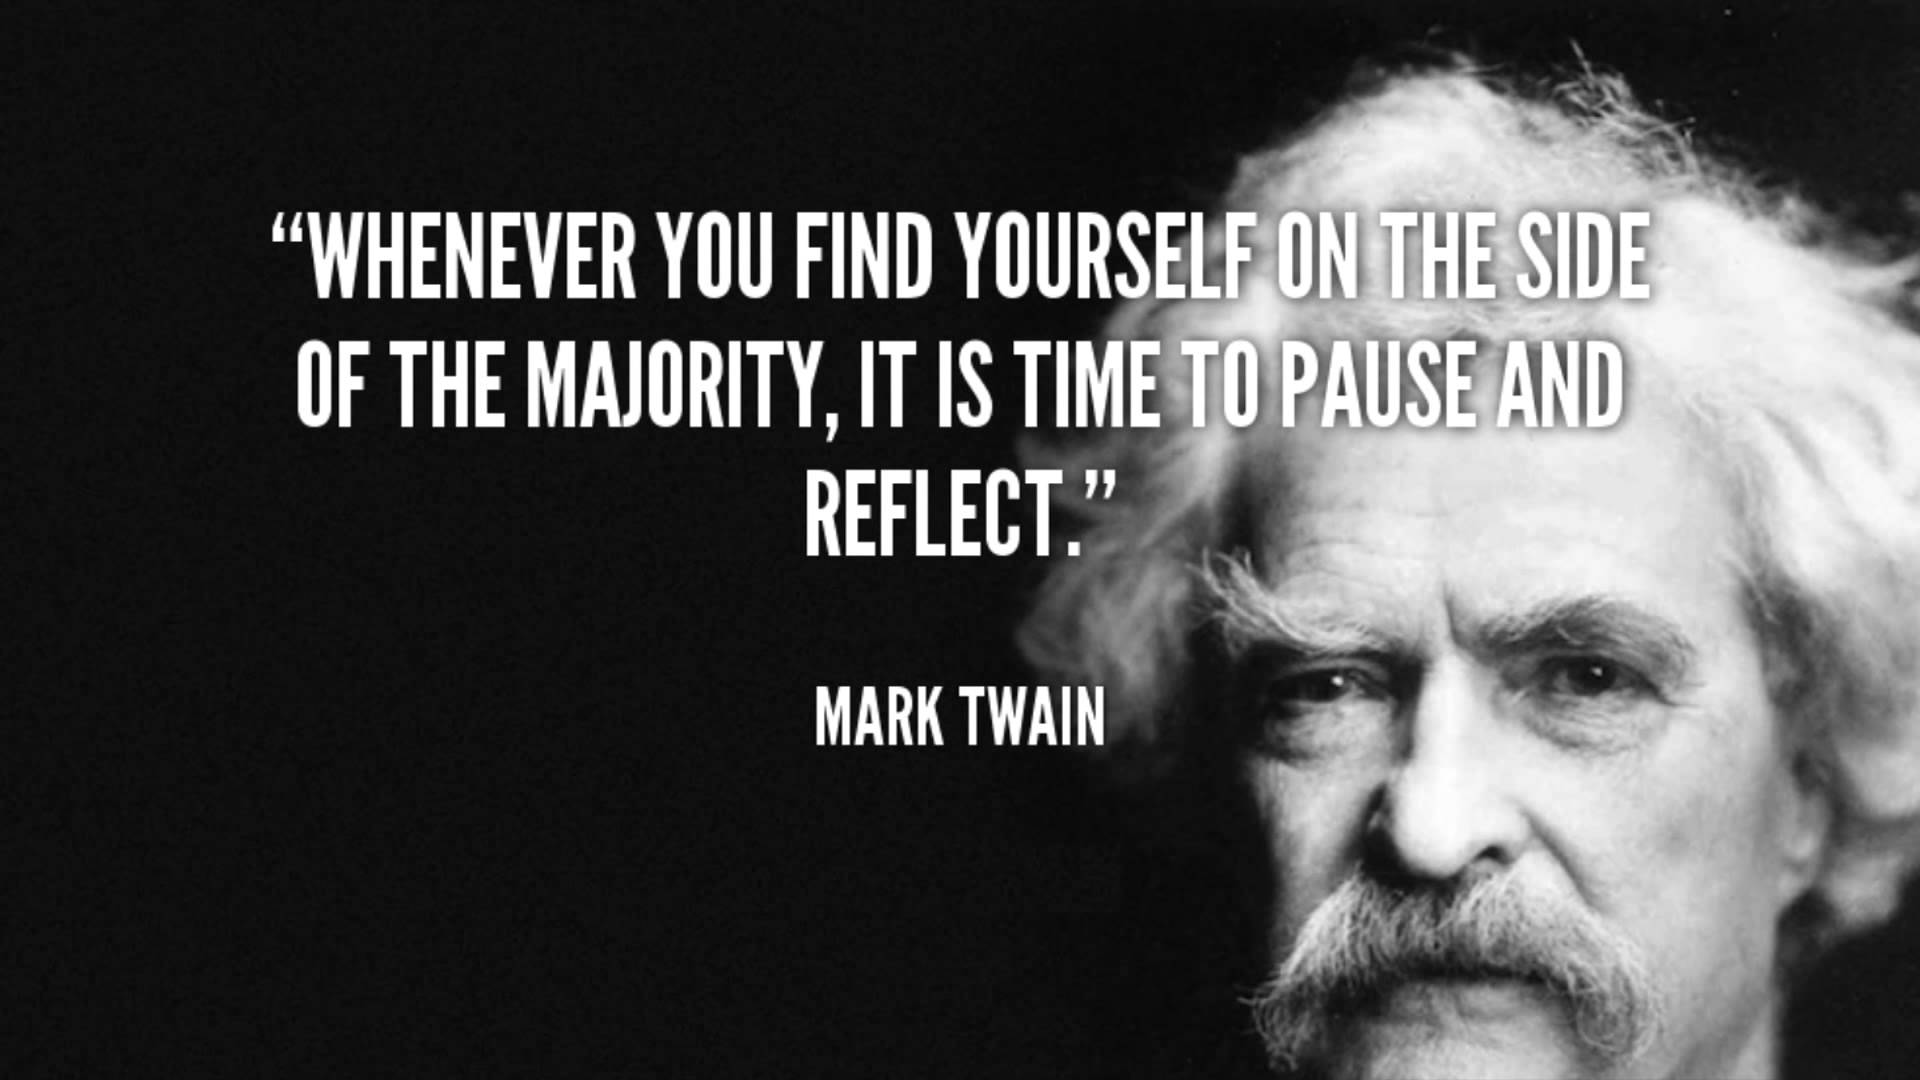 “WHENEVER YOU FIND YOURSELF ON THE SIDE
OF THE MAJORITY, IT IS TIME TO PAUSE AND
REFLECT.”
MARK TWAIN